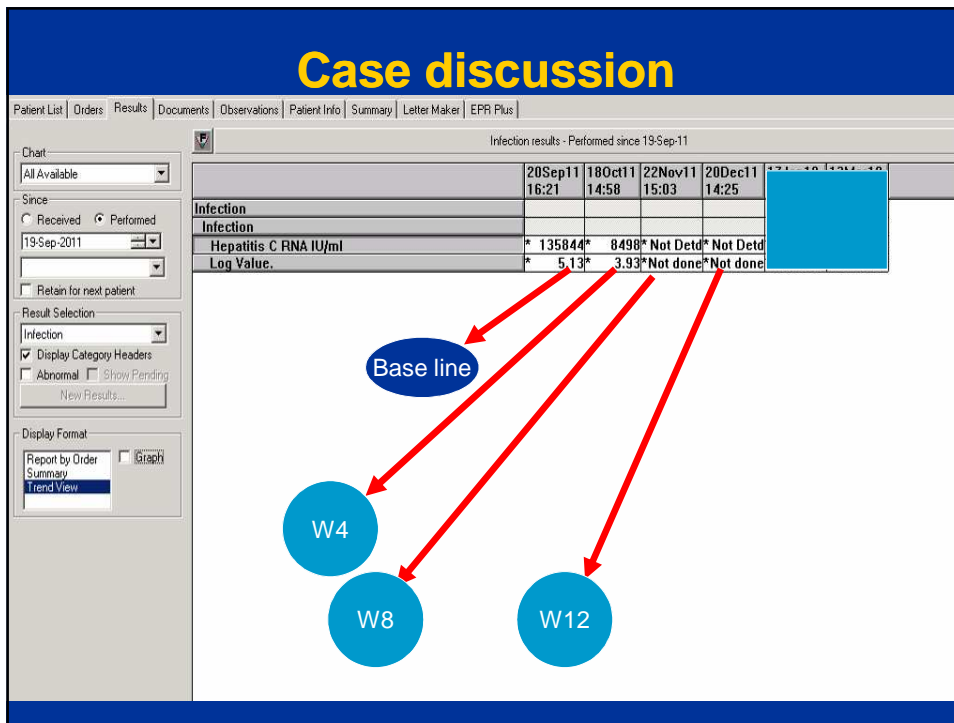 Case discussion
Patient List Orders Results Documents Observations Patient Info Summary Letter Maker EPR Plus
Infection results - Performed since 19-Sep-11
Chart
All Available
Since
Received Performed
19-Sep-2011
Retain for next patient
Result Selection
Infection
Display Category Headers
Abnormal Show Pending
New Results...
Display Format
Report by Order
Summary
Trend View
Graph
20Sep11 18Oct11 22Nov11 20Dec11
16:21 14:58 15:03 14:25
Infection
Infection
Hepatitis C RNA IU/ml * 135844 * 8498 * Not Detd * Not Detd
Log Value. * 5.13 * 3.93 *Not done *Not done
Base line
W4
W8
W12